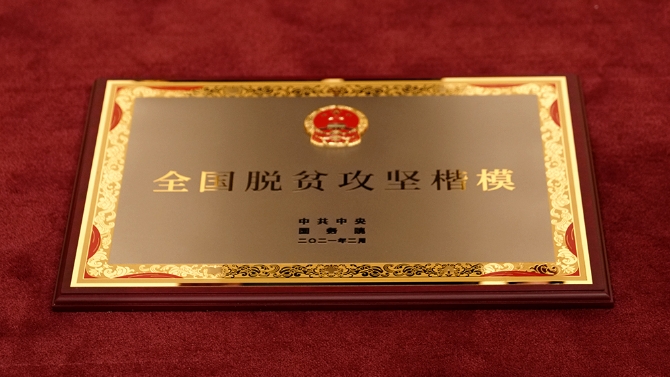 全国脱贫攻坚楷模
中共中央
国务院
二〇二一年二月